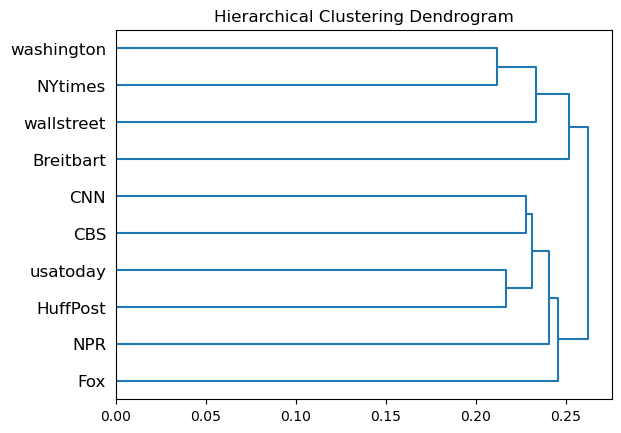 Hierarchical Clustering Dendrogram
washington
NYtimes
wallstreet
Breitbart
CNN
CBS
usatoday
HuffPost
NPR
Fox
0.00 0.05 0.10 0.15 0.20 0.25